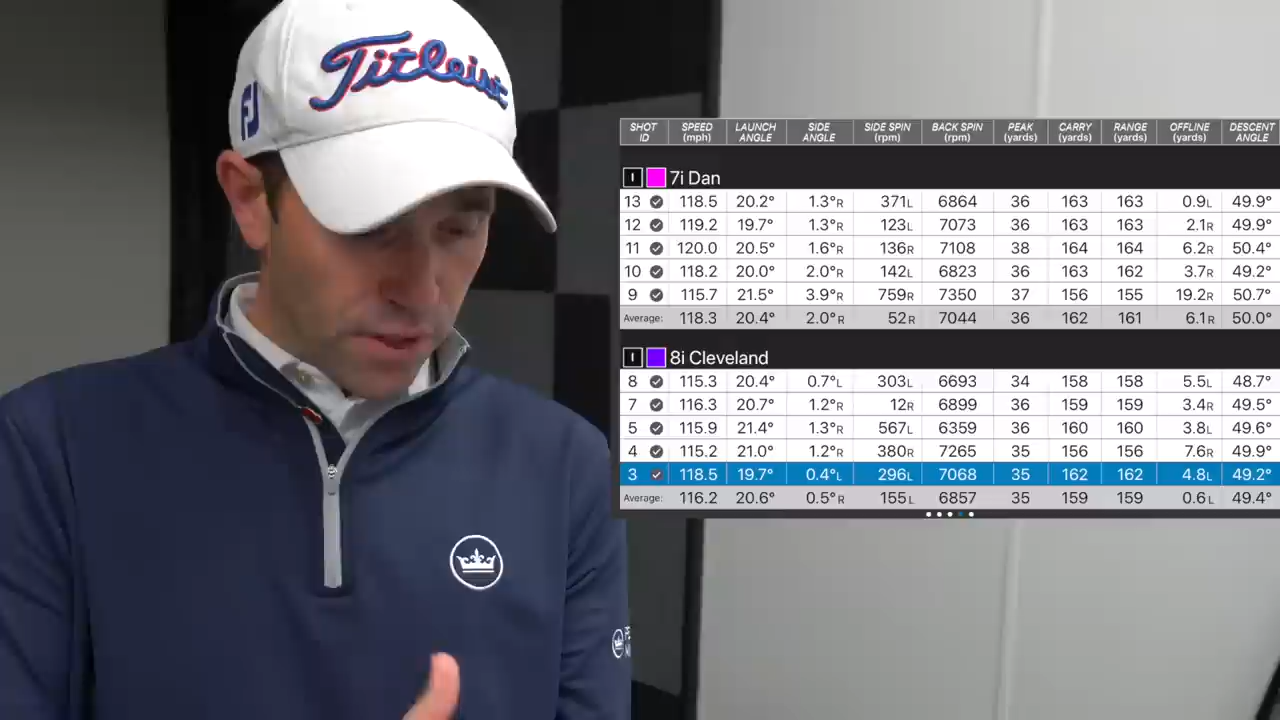 Titleist
FJ
SHOT ID SPEED (mph) LAUNCH ANGLE SIDE ANGLE SIDE SPIN (rpm) BACK SPIN (rpm) PEAK (yards) CARRY (yards) RANGE (yards) OFFLINE (yards) DESCENT ANGLE
I 7i Dan
13 118.5 20.2° 1.3°R 371L 6864 36 163 163 0.9L 49.9°
12 119.2 19.7° 1.3°R 123L 7073 36 163 163 2.1R 49.9°
11 120.0 20.5° 1.6°R 136R 7108 38 164 164 6.2R 50.4°
10 118.2 20.0° 2.0°R 142L 6823 36 163 162 3.7R 49.2°
9 115.7 21.5° 3.9°R 759R 7350 37 156 155 19.2R 50.7°
Average: 118.3 20.4° 2.0°R 52R 7044 36 162 161 6.1R 50.0°
I 8i Cleveland
8 115.3 20.4° 0.7°L 303L 6693 34 158 158 5.5L 48.7°
7 116.3 20.7° 1.2°R 12R 6899 36 159 159 3.4R 49.5°
5 115.9 21.4° 1.3°R 567L 6359 36 160 160 3.8L 49.6°
4 115.2 21.0° 1.2°R 380R 7265 35 156 156 7.6R 49.9°
3 118.5 19.7° 0.4°L 296L 7068 35 162 162 4.8L 49.2°
Average: 116.2 20.6° 0.5°R 155L 6857 35 159 159 0.6L 49.4°